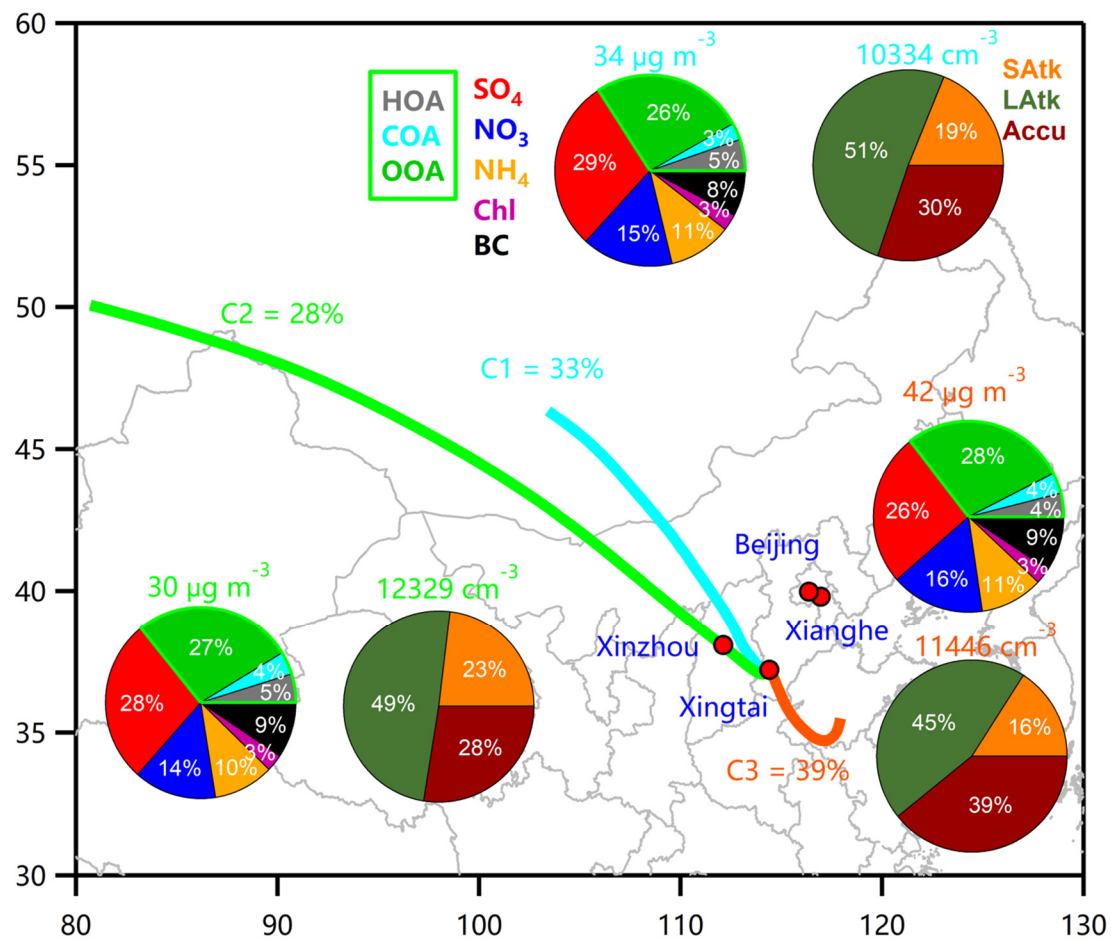 60
55
50
45
40
35
30
80
90
100
110
120
130
HOA
COA
OOA
SO4
NO3
NH4
Chl
BC
34 µg m-3
26%
3%
5%
8%
3%
11%
15%
29%
10334 cm-3
SAtk
LAtk
Accu
51%
19%
30%
C2 = 28%
C1 = 33%
42 µg m-3
28%
4%
4%
9%
3%
11%
16%
26%
Beijing
Xianghe
Xinzhou
Xingtai
30 µg m-3
27%
4%
5%
9%
3%
10%
14%
28%
12329 cm-3
49%
23%
28%
11446 cm-3
45%
16%
39%
C3 = 39%